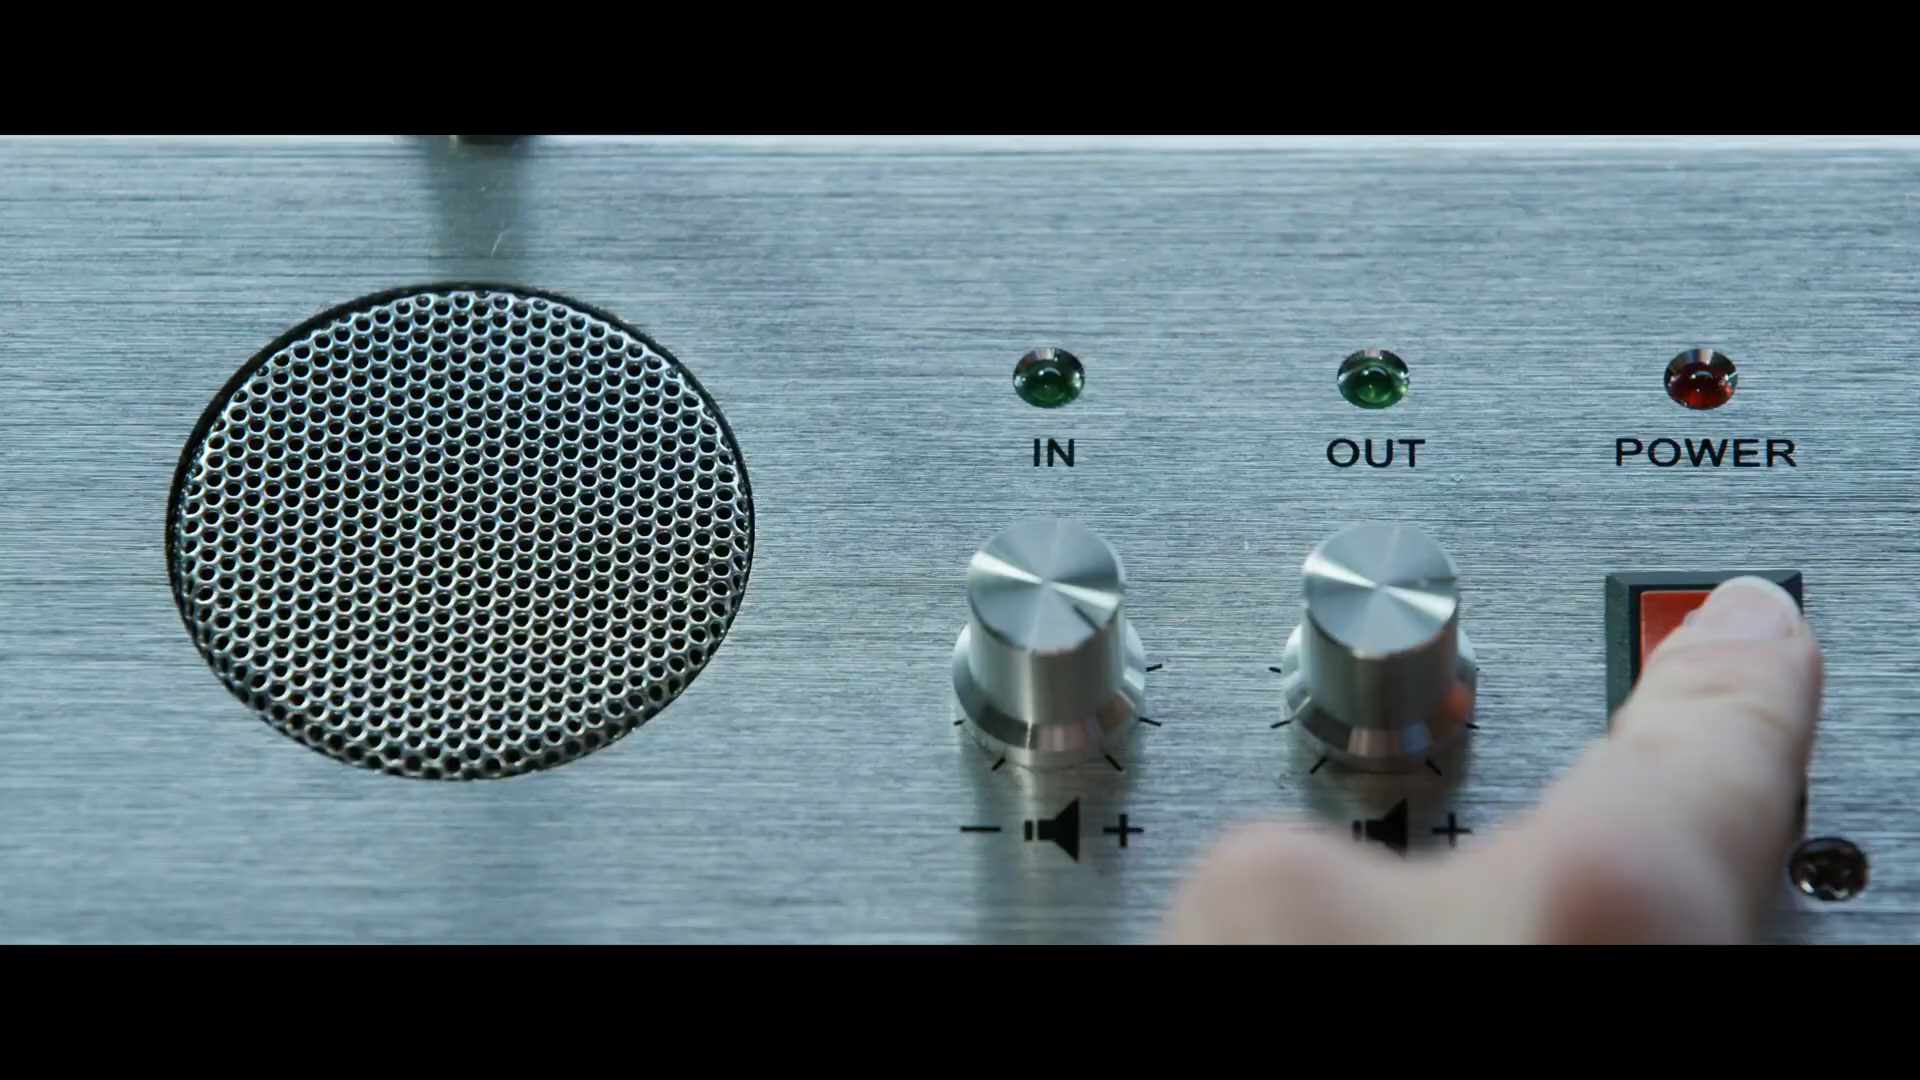 IN
OUT
POWER
- +
- +